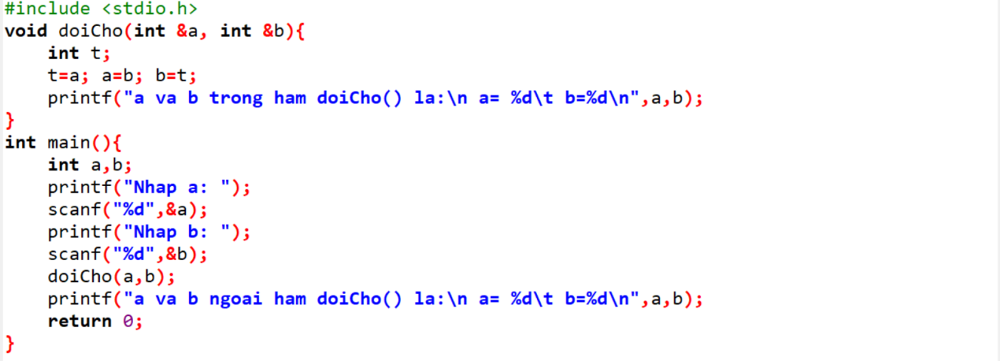 #include <stdio.h>
void doiCho(int &a, int &b){
    int t;
    t=a; a=b; b=t;
    printf("a va b trong ham doiCho() la:\n a= %d\t b=%d\n",a,b);
}
int main(){
    int a,b;
    printf("Nhap a: ");
    scanf("%d",&a);
    printf("Nhap b: ");
    scanf("%d",&b);
    doiCho(a,b);
    printf("a va b ngoai ham doiCho() la:\n a= %d\t b=%d\n",a,b);
    return 0;
}